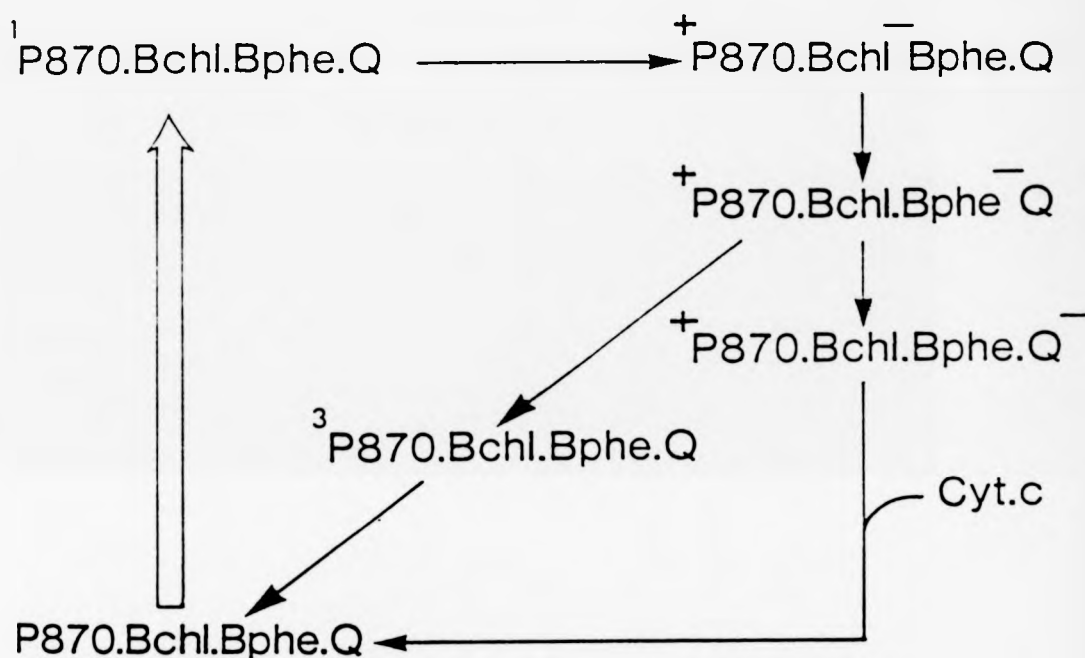 ¹P870.Bchl.Bphe.Q
⁺P870.Bchl⁻Bphe.Q
⁺P870.Bchl.Bphe⁻Q
⁺P870.Bchl.Bphe.Q⁻
³P870.Bchl.Bphe.Q
Cyt.c
P870.Bchl.Bphe.Q